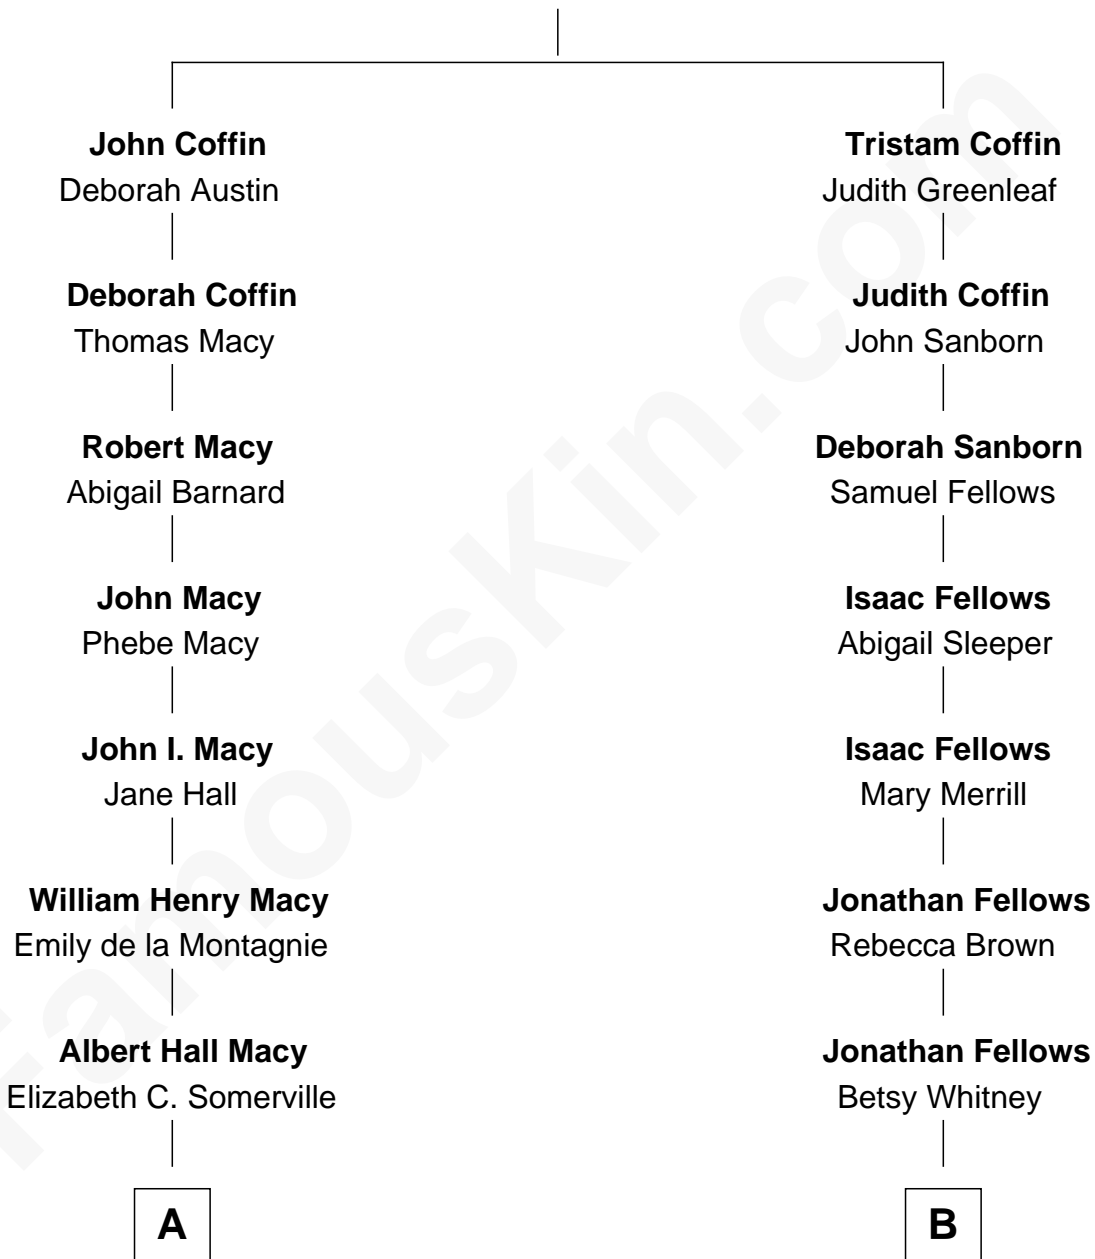 John Coffin
Deborah Austin
Deborah Coffin
Thomas Macy
Robert Macy
Abigail Barnard
John Macy
Phebe Macy
John I. Macy
Jane Hall
William Henry Macy
Emily de la Montagnie
Albert Hall Macy
Elizabeth C. Somerville
A
Tristam Coffin
Judith Greenleaf
Judith Coffin
John Sanborn
Deborah Sanborn
Samuel Fellows
Isaac Fellows
Abigail Sleeper
Isaac Fellows
Mary Merrill
Jonathan Fellows
Rebecca Brown
Jonathan Fellows
Betsy Whitney
B
FamousKin.com